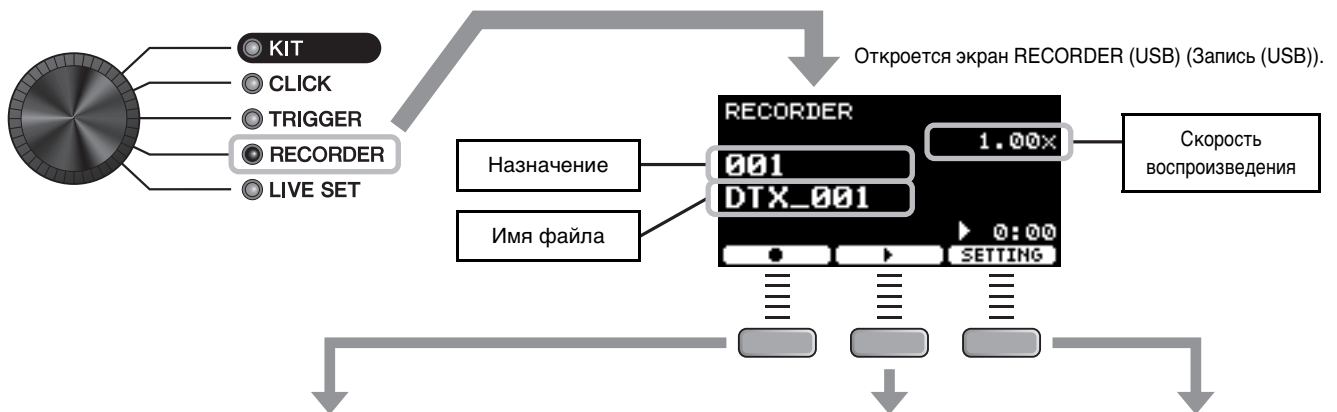 KIT
CLICK
TRIGGER
RECORDER
LIVE SET
Откроется экран RECORDER (USB) (Запись (USB)).
RECORDER
1.00×
001
DTX_001
0:00
SETTING
Назначение
Имя файла
Скорость
воспроизведения